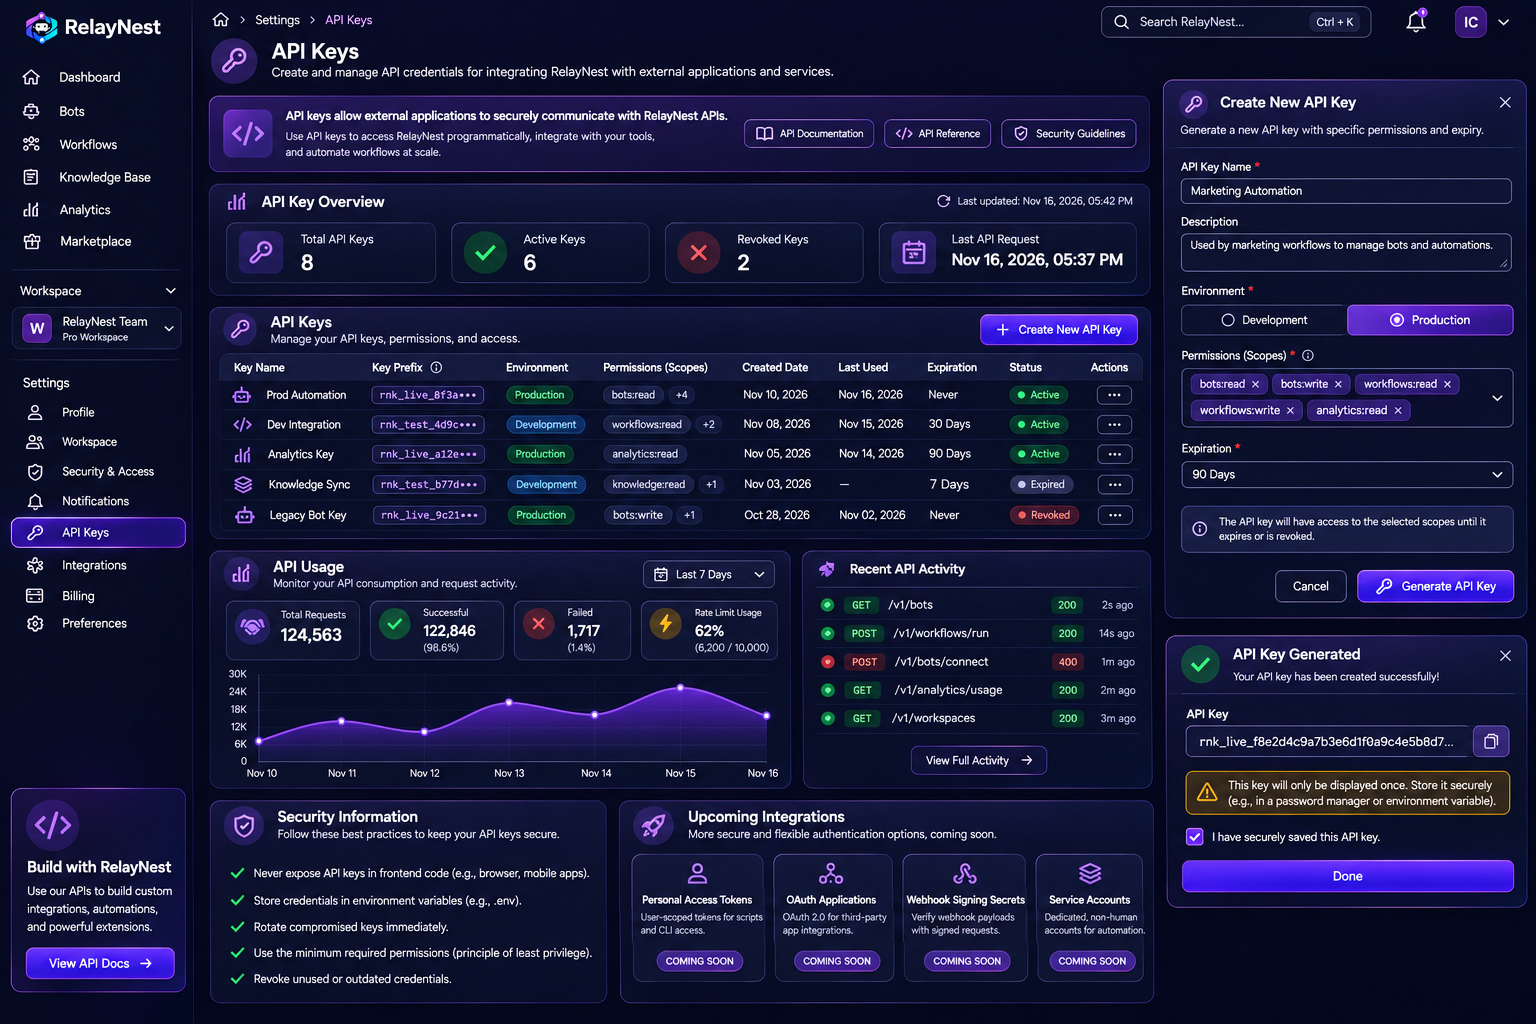 RelayNest
Dashboard
Bots
Workflows
Knowledge Base
Analytics
Marketplace
Workspace
W
RelayNest Team
Pro Workspace
Settings
Profile
Workspace
Security & Access
Notifications
API Keys
Integrations
Billing
Preferences
</>
Build with RelayNest
Use our APIs to build custom
integrations, automations,
and powerful extensions.
View API Docs →
> Settings > API Keys
Search RelayNest...
Ctrl + K
IC
API Keys
Create and manage API credentials for integrating RelayNest with external applications and services.
</>
API keys allow external applications to securely communicate with RelayNest APIs.
Use API keys to access RelayNest programmatically, integrate with your tools,
and automate workflows at scale.
API Documentation
</> API Reference
Security Guidelines
API Key Overview
Last updated: Nov 16, 2026, 05:42 PM
Total API Keys
8
Active Keys
6
Revoked Keys
2
Last API Request
Nov 16, 2026, 05:37 PM
API Keys
Manage your API keys, permissions, and access.
+ Create New API Key
Key Name Key Prefix Environment Permissions (Scopes) Created Date Last Used Expiration Status Actions
Prod Automation rnk_live_8f3a••• Production bots:read +4 Nov 10, 2026 Nov 16, 2026 Never Active •••
Dev Integration rnk_test_4d9c••• Development workflows:read +2 Nov 08, 2026 Nov 15, 2026 30 Days Active •••
Analytics Key rnk_live_a12e••• Production analytics:read Nov 05, 2026 Nov 14, 2026 90 Days Active •••
Knowledge Sync rnk_test_b77d••• Development knowledge:read +1 Nov 03, 2026 — 7 Days Expired •••
Legacy Bot Key rnk_live_9c21••• Production bots:write +1 Oct 28, 2026 Nov 02, 2026 Never Revoked •••
API Usage
Monitor your API consumption and request activity.
Last 7 Days
Total Requests
124,563
Successful
122,846
(98.6%)
Failed
1,717
(1.4%)
Rate Limit Usage
62%
(6,200 / 10,000)
30K
24K
18K
12K
6K
0
Nov 10 Nov 11 Nov 12 Nov 13 Nov 14 Nov 15 Nov 16
Recent API Activity
GET /v1/bots 200 2s ago
POST /v1/workflows/run 200 14s ago
POST /v1/bots/connect 400 1m ago
GET /v1/analytics/usage 200 2m ago
GET /v1/workspaces 200 3m ago
View Full Activity →
Security Information
Follow these best practices to keep your API keys secure.
Never expose API keys in frontend code (e.g., browser, mobile apps).
Store credentials in environment variables (e.g., .env).
Rotate compromised keys immediately.
Use the minimum required permissions (principle of least privilege).
Revoke unused or outdated credentials.
Upcoming Integrations
More secure and flexible authentication options, coming soon.
Personal Access Tokens
User-scoped tokens for scripts
and CLI access.
COMING SOON
OAuth Applications
OAuth 2.0 for third-party
app integrations.
COMING SOON
Webhook Signing Secrets
Verify webhook payloads
with signed requests.
COMING SOON
Service Accounts
Dedicated, non-human
accounts for automation.
COMING SOON
Create New API Key
Generate a new API key with specific permissions and expiry.
API Key Name *
Marketing Automation
Description
Used by marketing workflows to manage bots and automations.
Environment *
Development
Production
Permissions (Scopes) *
bots:read × bots:write × workflows:read ×
workflows:write × analytics:read ×
Expiration *
90 Days
The API key will have access to the selected scopes until it
expires or is revoked.
Cancel
Generate API Key
API Key Generated
Your API key has been created successfully!
API Key
rnk_live_f8e2d4c9a7b3e6d1f0a9c4e5b8d7...
This key will only be displayed once. Store it securely
(e.g., in a password manager or environment variable).
I have securely saved this API key.
Done